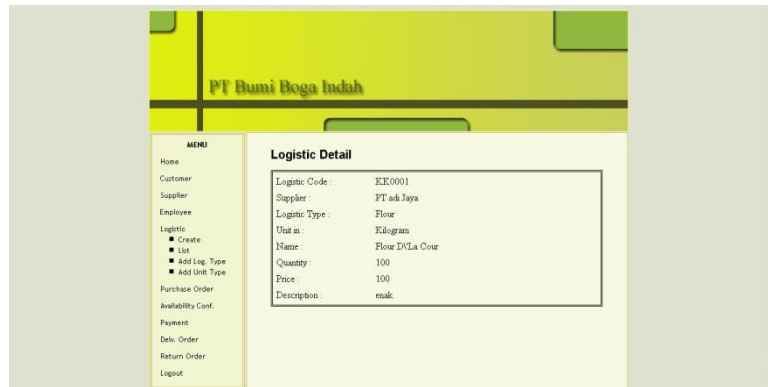 PT Bumi Boga Indah
MENU
Home
Customer
Supplier
Employee
Logistic
Create
List
Add Log. Type
Add Unit Type
Purchase Order
Availability Conf.
Payment
Delv. Order
Return Order
Logout
Logistic Detail
Logistic Code : KK0001
Supplier : PT adi Jaya
Logistic Type : Flour
Unit in : Kilogram
Name : Flour D\'La Cour
Quantity : 100
Price : 100
Description : enak